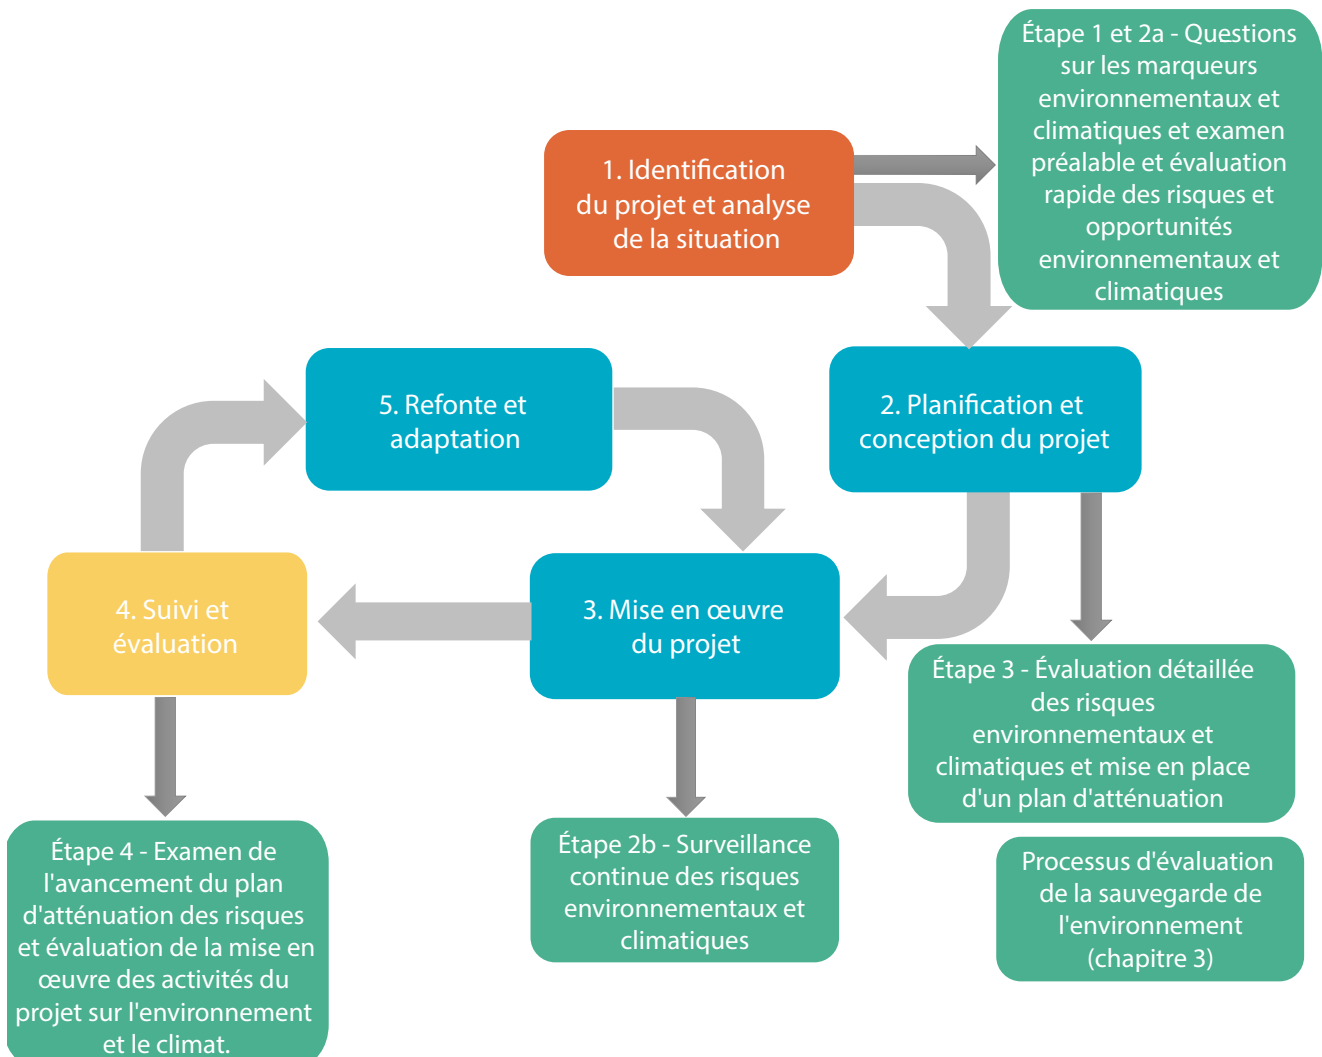 Étape 1 et 2a - Questions
sur les marqueurs
environnementaux et
climatiques et examen
préalable et évaluation
rapide des risques et
opportunités
environnementaux et
climatiques
1. Identification
du projet et analyse
de la situation
5. Refonte et
adaptation
2. Planification et
conception du projet
4. Suivi et
évaluation
3. Mise en œuvre
du projet
Étape 3 - Évaluation détaillée
des risques
environnementaux et
climatiques et mise en place
d'un plan d'atténuation
Étape 4 - Examen de
l'avancement du plan
d'atténuation des risques
et évaluation de la mise en
œuvre des activités du
projet sur l'environnement
et le climat.
Étape 2b - Surveillance
continue des risques
environnementaux et
climatiques
Processus d'évaluation
de la sauvegarde de
l'environnement
(chapitre 3)